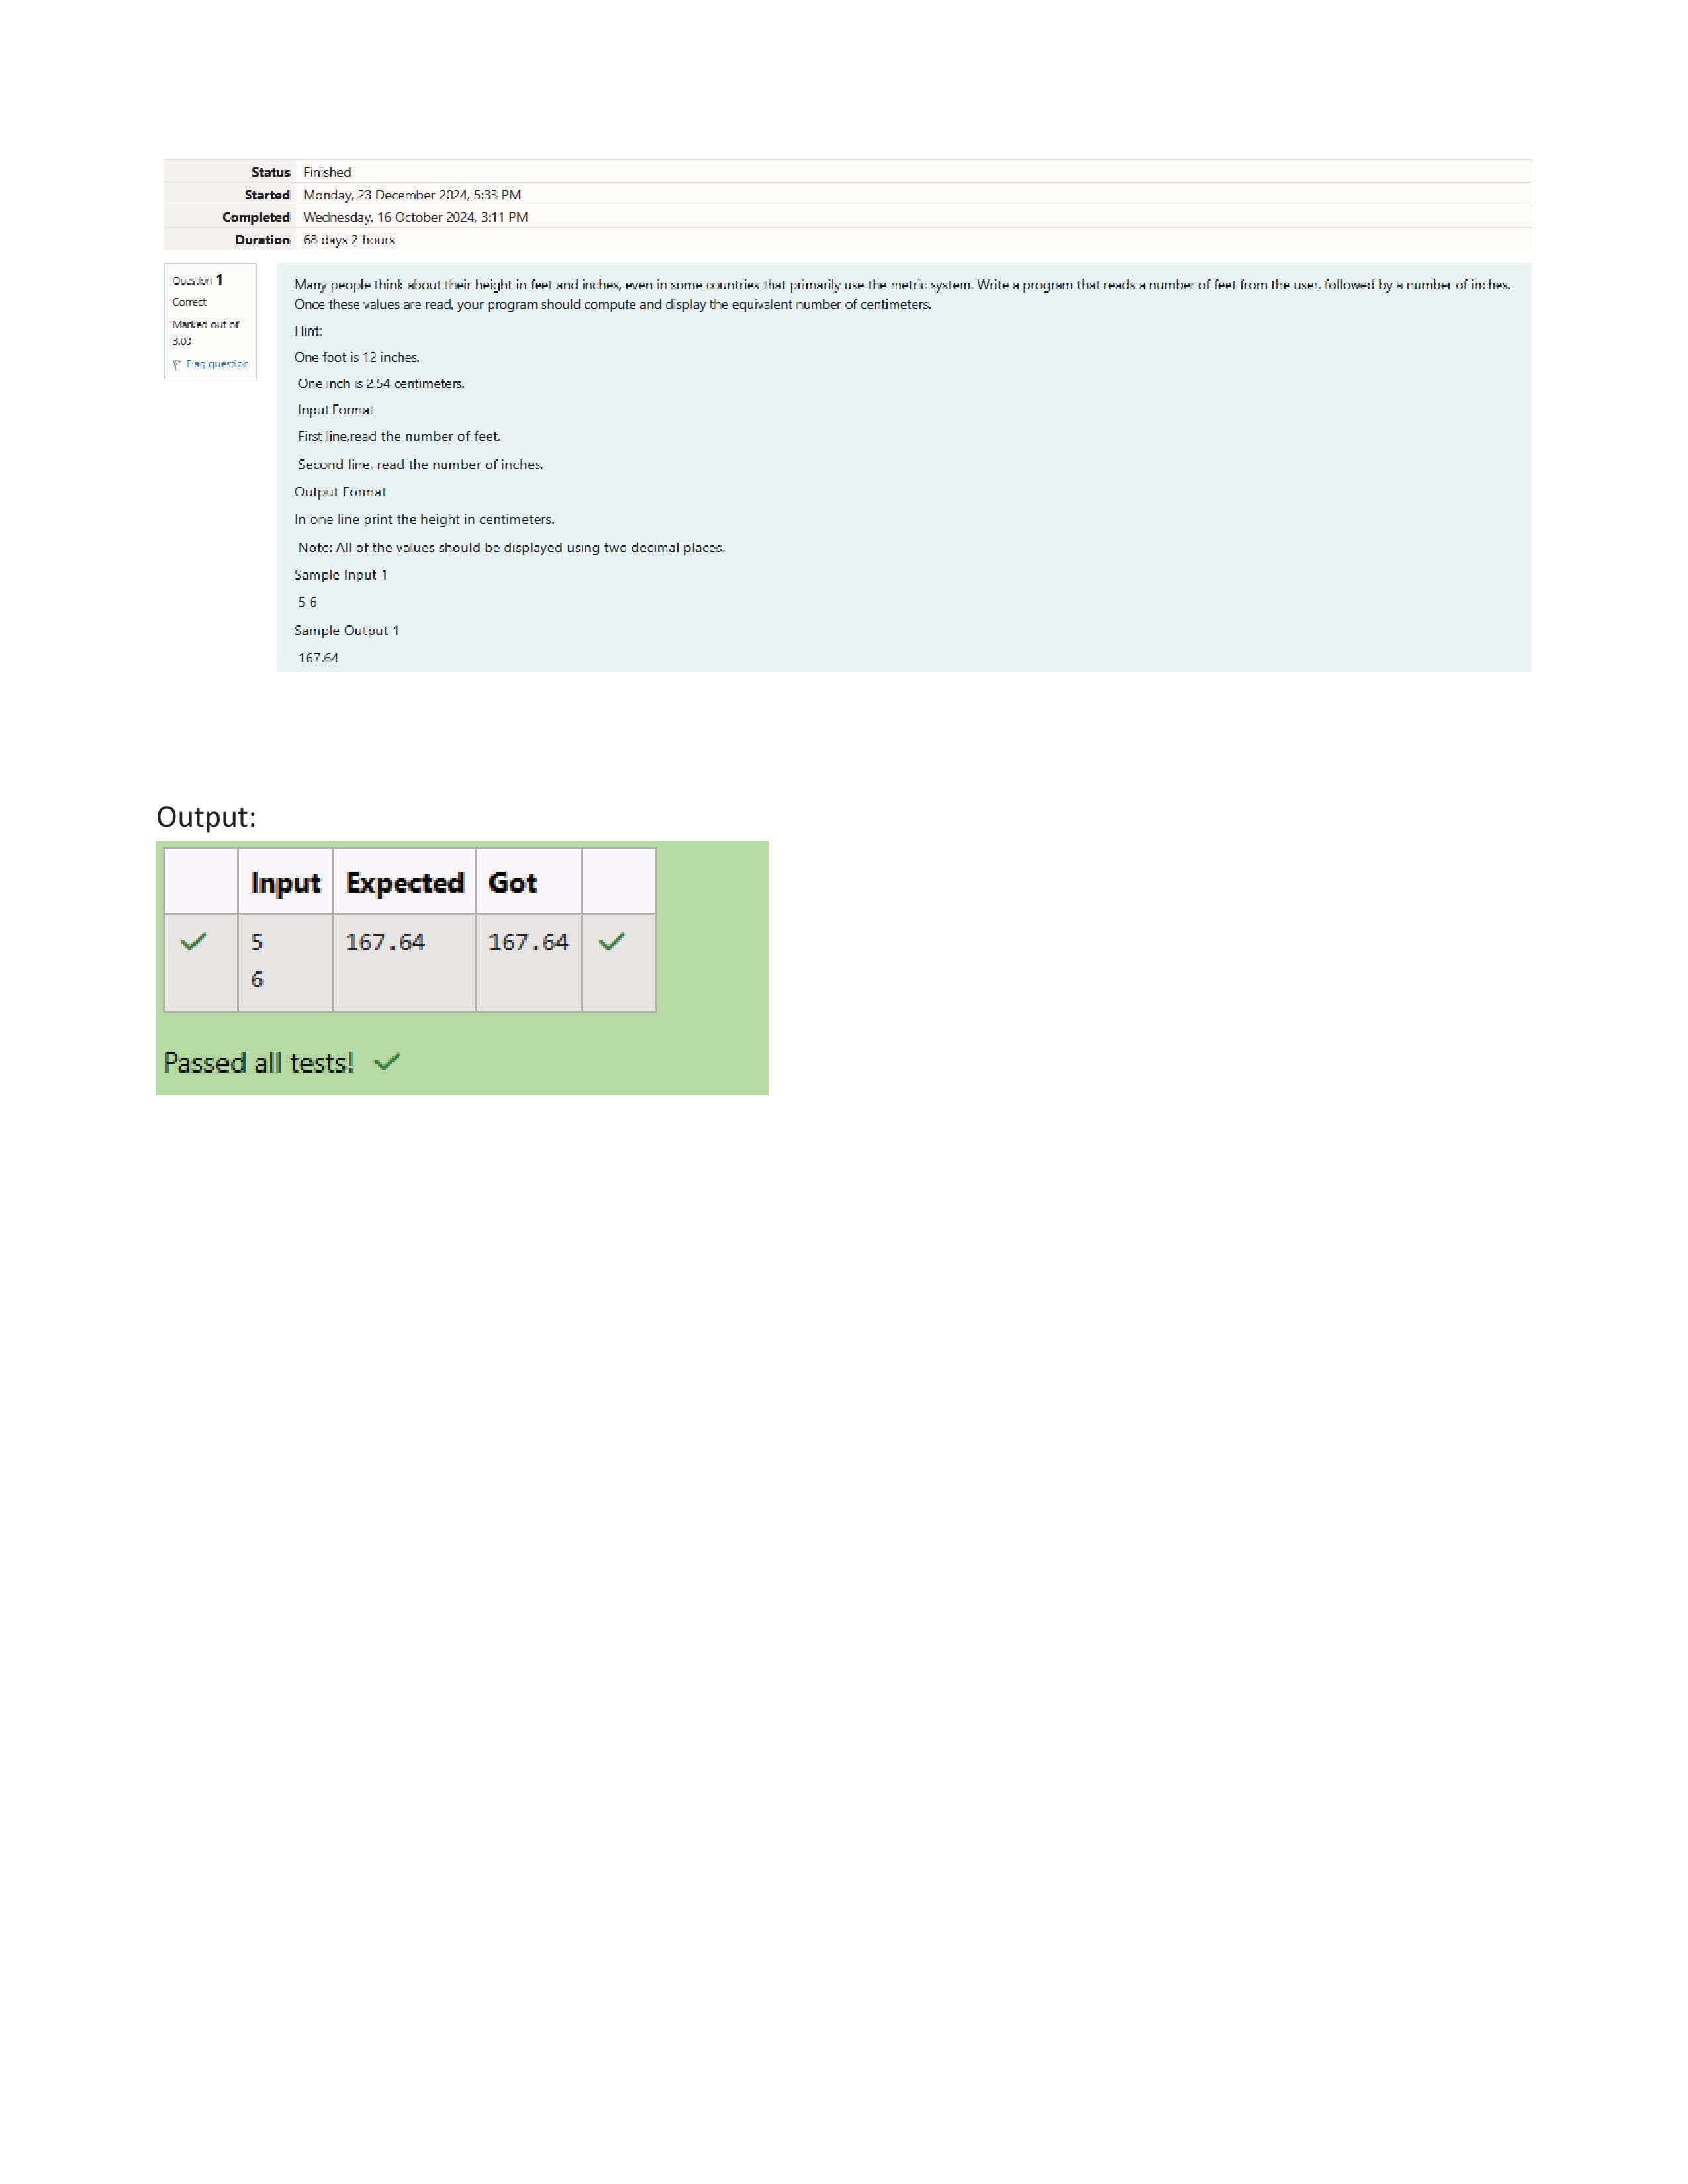 Status Finished
Started Monday, 23 December 2024, 5:33 PM
Completed Wednesday, 16 October 2024, 3:11 PM
Duration 68 days 2 hours
Question 1
Correct
Marked out of
3.00
Flag question
Many people think about their height in feet and inches, even in some countries that primarily use the metric system. Write a program that reads a number of feet from the user, followed by a number of inches.
Once these values are read, your program should compute and display the equivalent number of centimeters.
Hint:
One foot is 12 inches.
One inch is 2.54 centimeters.
Input Format
First line,read the number of feet.
Second line, read the number of inches.
Output Format
In one line print the height in centimeters.
Note: All of the values should be displayed using two decimal places.
Sample Input 1
5 6
Sample Output 1
167.64
Output:
Input Expected Got
5 167.64 167.64
6
Passed all tests!